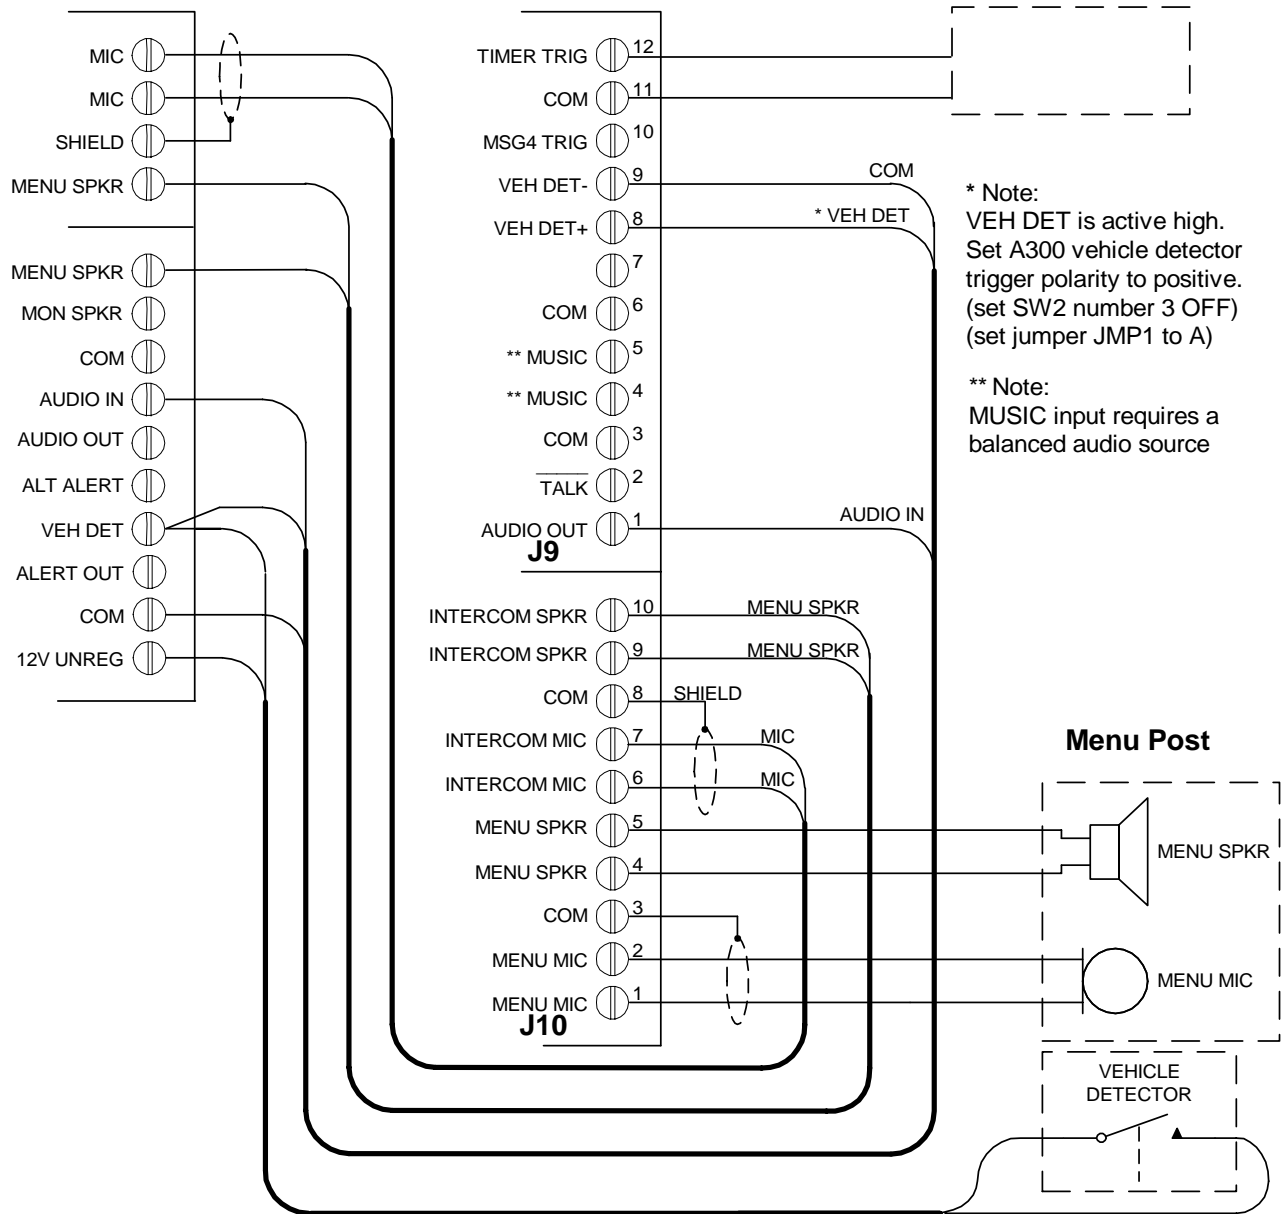 MIC
MIC
SHIELD
MENU SPKR
MENU SPKR
MON SPKR
COM
AUDIO IN
AUDIO OUT
ALT ALERT
VEH DET
ALERT OUT
COM
12V UNREG
TIMER TRIG 12
COM 11
MSG4 TRIG 10
VEH DET- 9 COM
VEH DET+ 8 * VEH DET
7
COM 6
** MUSIC 5
** MUSIC 4
COM 3
TALK 2
AUDIO OUT 1 AUDIO IN
J9
INTERCOM SPKR 10 MENU SPKR
INTERCOM SPKR 9 MENU SPKR
COM 8 SHIELD
INTERCOM MIC 7 MIC
INTERCOM MIC 6 MIC
MENU SPKR 5
MENU SPKR 4
COM 3
MENU MIC 2
MENU MIC 1
J10
* Note:
VEH DET is active high.
Set A300 vehicle detector
trigger polarity to positive.
(set SW2 number 3 OFF)
(set jumper JMP1 to A)
** Note:
MUSIC input requires a
balanced audio source
Menu Post
MENU SPKR
MENU MIC
VEHICLE
DETECTOR